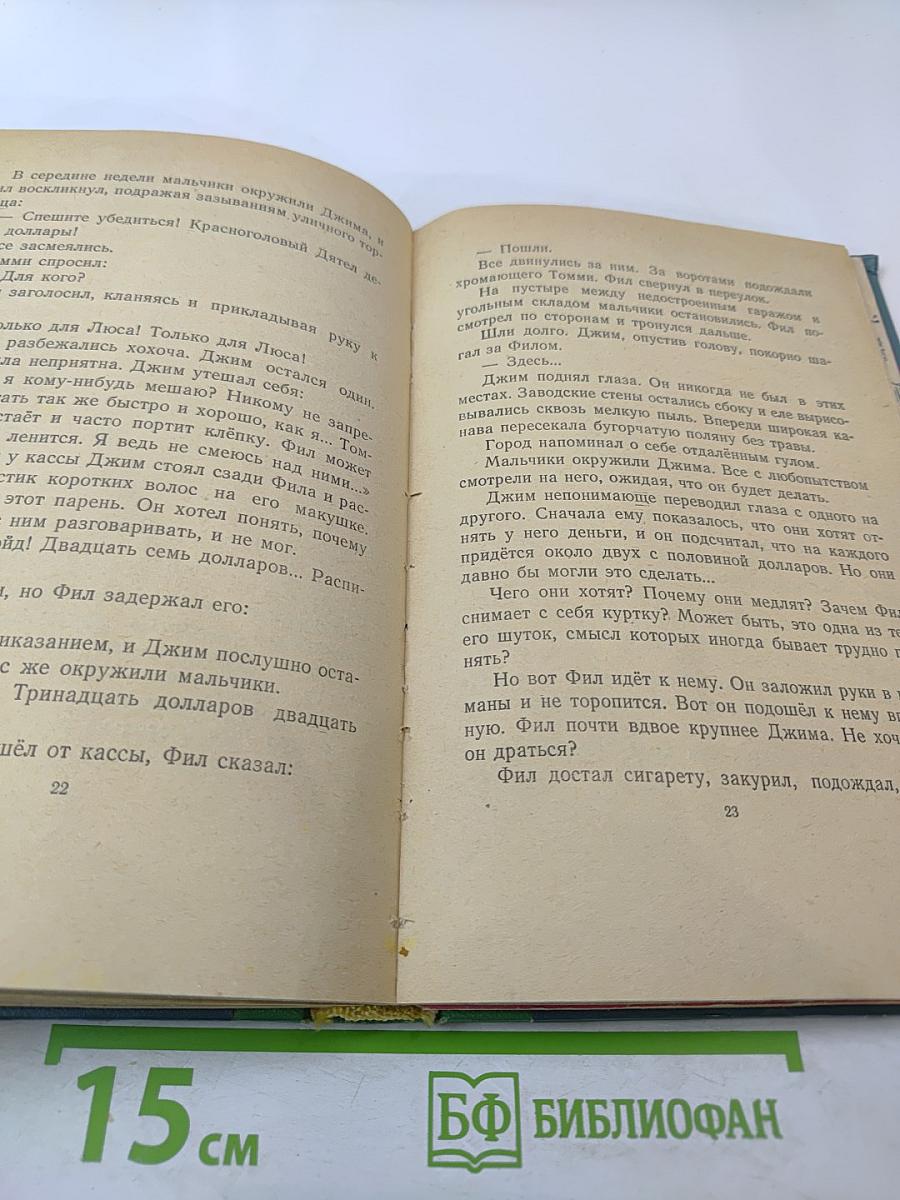 В середине недели мальчики окружили Джима, и
ил воскликнул, подражая зазываниям уличного тор-
ца:
— Спешите убедиться! Красноголовый Дятел де-
доллары!
се засмеялись.
мми спросил:
Для кого?
заголосил, кланяясь и прикладывая руку к
олько для Люса! Только для Люса!
разбежались хохоча. Джим остался один.
ла неприятна. Джим утешал себя:
я кому-нибудь мешаю? Никому не запре-
тать так же быстро и хорошо, как я... Том-
стаёт и часто портит клёпку. Фил может
ленится. Я ведь не смеюсь над ними...»
у кассы Джим стоял сзади Фила и рас-
стик коротких волос на его макушке.
этот парень. Он хотел понять, почему
с ним разговаривать, и не мог.
ойд! Двадцать семь долларов... Распи-
и, но Фил задержал его:
риказанием, и Джим послушно оста-
с же окружили мальчики.
Тринадцать долларов двадцать
шёл от кассы, Фил сказал:
22
— Пошли.
Все двинулись за ним. За воротами подождали
хромающего Томми. Фил свернул в переулок.
На пустыре между недостроенным гаражом и
угольным складом мальчики остановились. Фил по-
смотрел по сторонам и тронулся дальше.
Шли долго. Джим, опустив голову, покорно ша-
гал за Филом.
— Здесь...
Джим поднял глаза. Он никогда не был в этих
местах. Заводские стены остались сбоку и еле вырисо-
вывались сквозь мелкую пыль. Впереди широкая ка-
нава пересекала бугорчатую поляну без травы.
Город напоминал о себе отдалённым гулом.
Мальчики окружили Джима. Все с любопытством
смотрели на него, ожидая, что он будет делать.
Джим непонимающе переводил глаза с одного на
другого. Сначала ему показалось, что они хотят от-
нять у него деньги, и он подсчитал, что на каждого
придётся около двух с половиной долларов. Но они
давно бы могли это сделать...
Чего они хотят? Почему они медлят? Зачем Фил
снимает с себя куртку? Может быть, это одна из те
его шуток, смысл которых иногда бывает трудно п
нять?
Но вот Фил идёт к нему. Он заложил руки в
маны и не торопится. Вот он подошёл к нему в
ную. Фил почти вдвое крупнее Джима. Не хоч
он драться?
Фил достал сигарету, закурил, подождал,
23
15 см
БФ БИБЛИОФАН